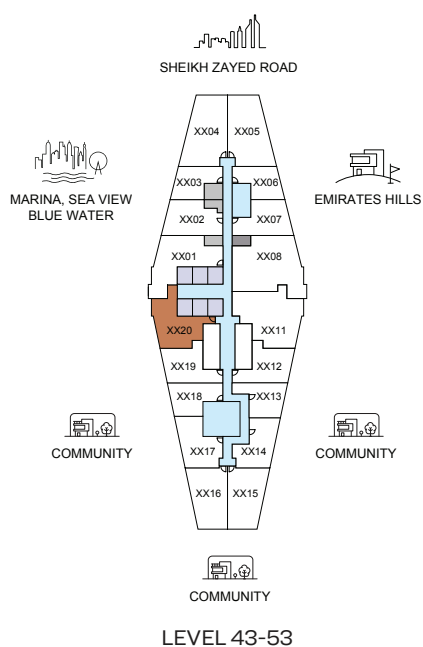 SHEIKH ZAYED ROAD
XX04 XX05
MARINA, SEA VIEW
BLUE WATER
XX03 XX06
EMIRATES HILLS
XX02 XX07
XX01 XX08
XX20 XX11
XX19 XX12
XX18 XX13
COMMUNITY
XX17 XX14
COMMUNITY
XX16 XX15
COMMUNITY
LEVEL 43-53